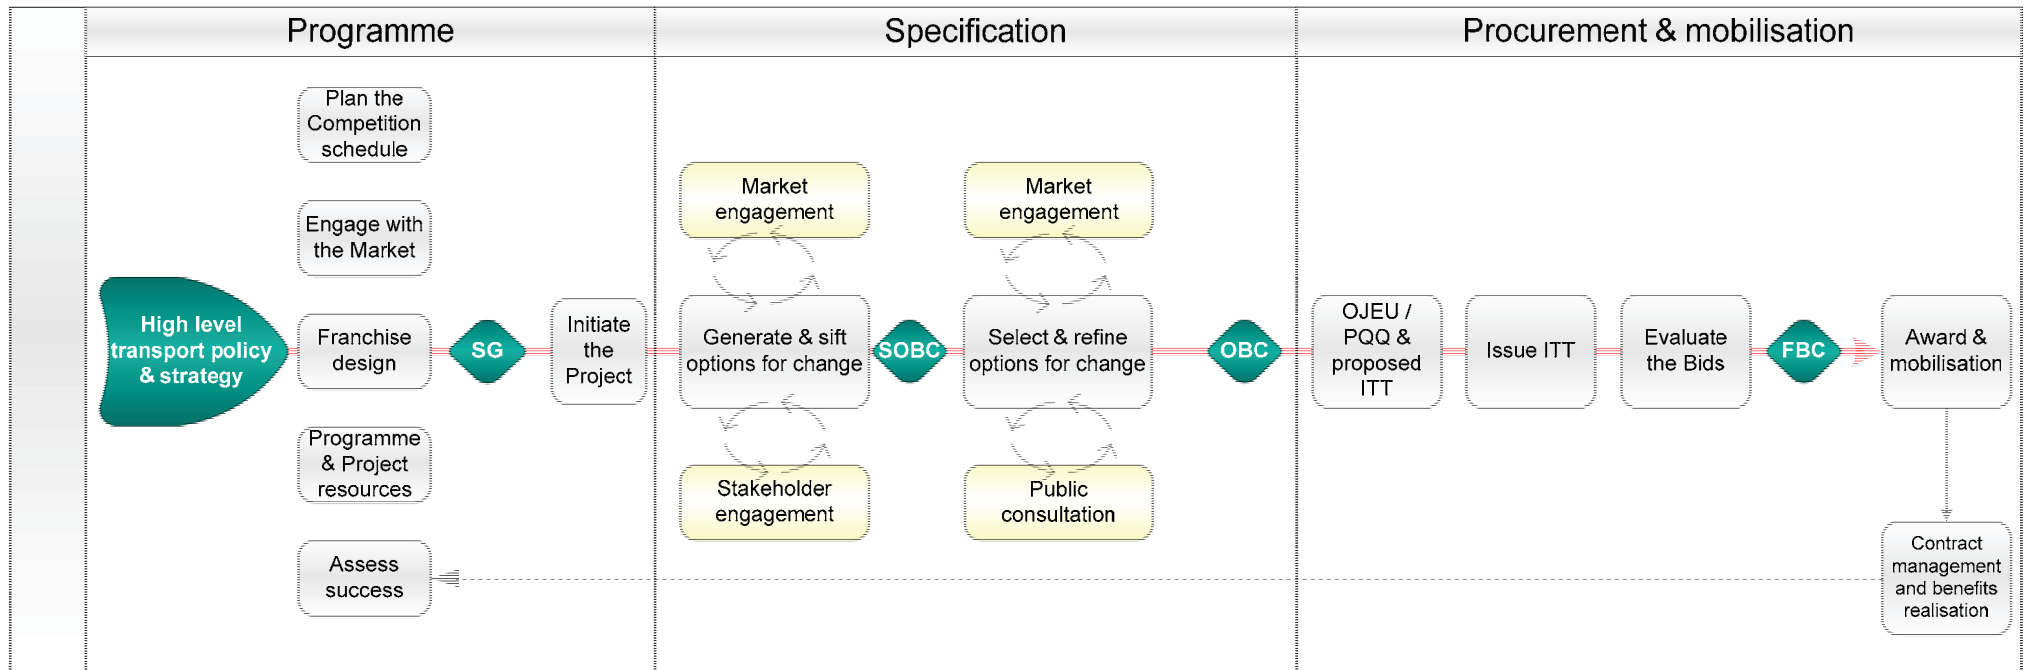 Programme
Specification
Procurement & mobilisation
Plan the
Competition
schedule
Engage with
the Market
High level
transport policy
& strategy
Franchise
design
Programme
& Project
resources
Assess
success
SG
Initiate
the
Project
Market
engagement
Generate & sift
options for change
Stakeholder
engagement
SOBC
Market
engagement
Select & refine
options for change
Public
consultation
OBC
OJEU /
PQQ &
proposed
ITT
Issue ITT
Evaluate
the Bids
FBC
Award &
mobilisation
Contract
management
and benefits
realisation